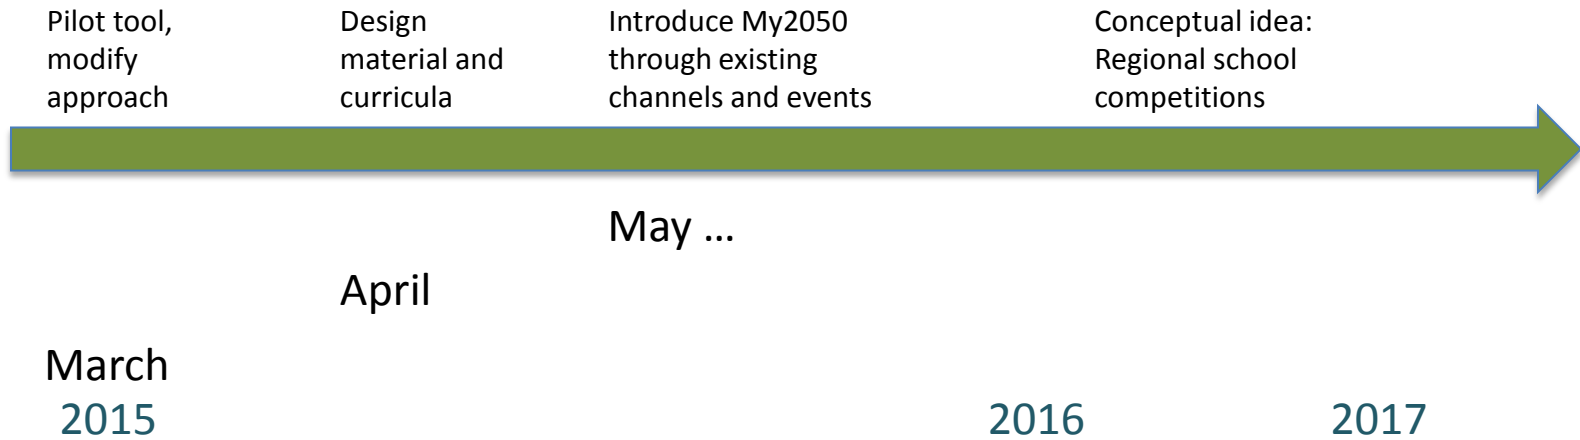 Pilot tool,
modify
approach
Design
material and
curricula
Introduce My2050
through existing
channels and events
Conceptual idea:
Regional school
competitions
May …
April
March
2015
2016
2017